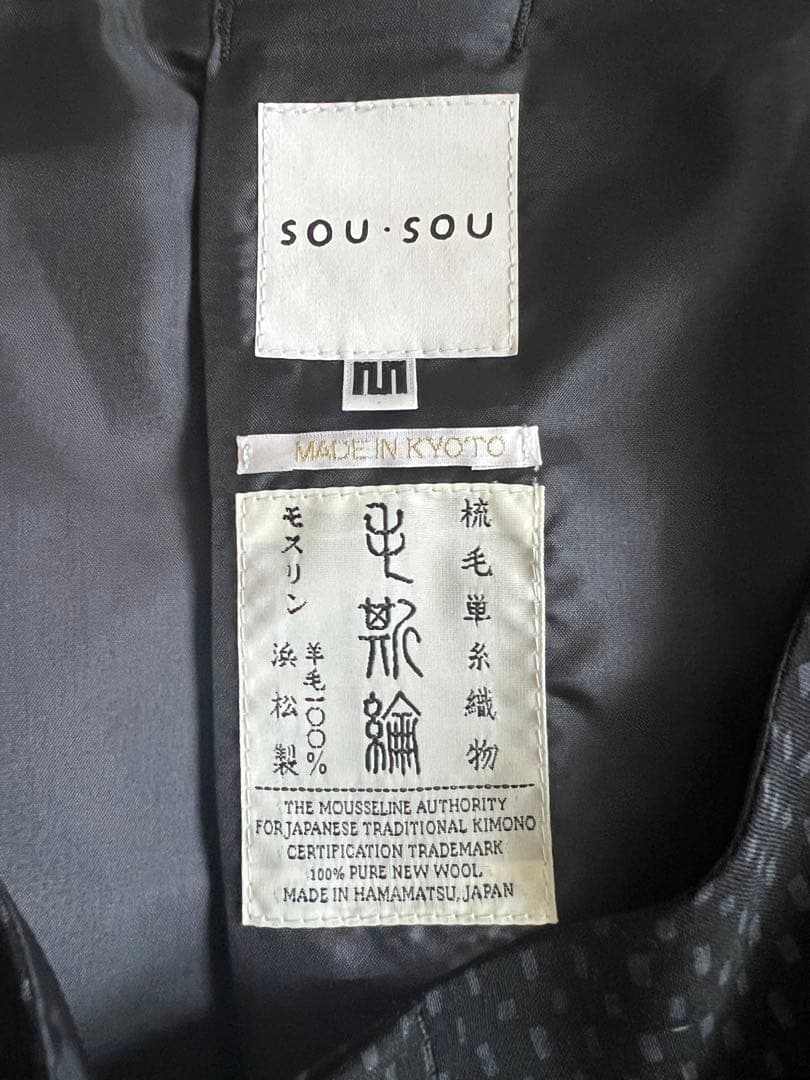 SOU・SOU
MADE IN KYOTO
梳毛単糸織物
毛斯綸
モスリン
羊毛一〇〇%
浜松製
THE MOUSSELINE AUTHORITY
FOR JAPANESE TRADITIONAL KIMONO
CERTIFICATION TRADEMARK
100% PURE NEW WOOL
MADE IN HAMAMATSU, JAPAN